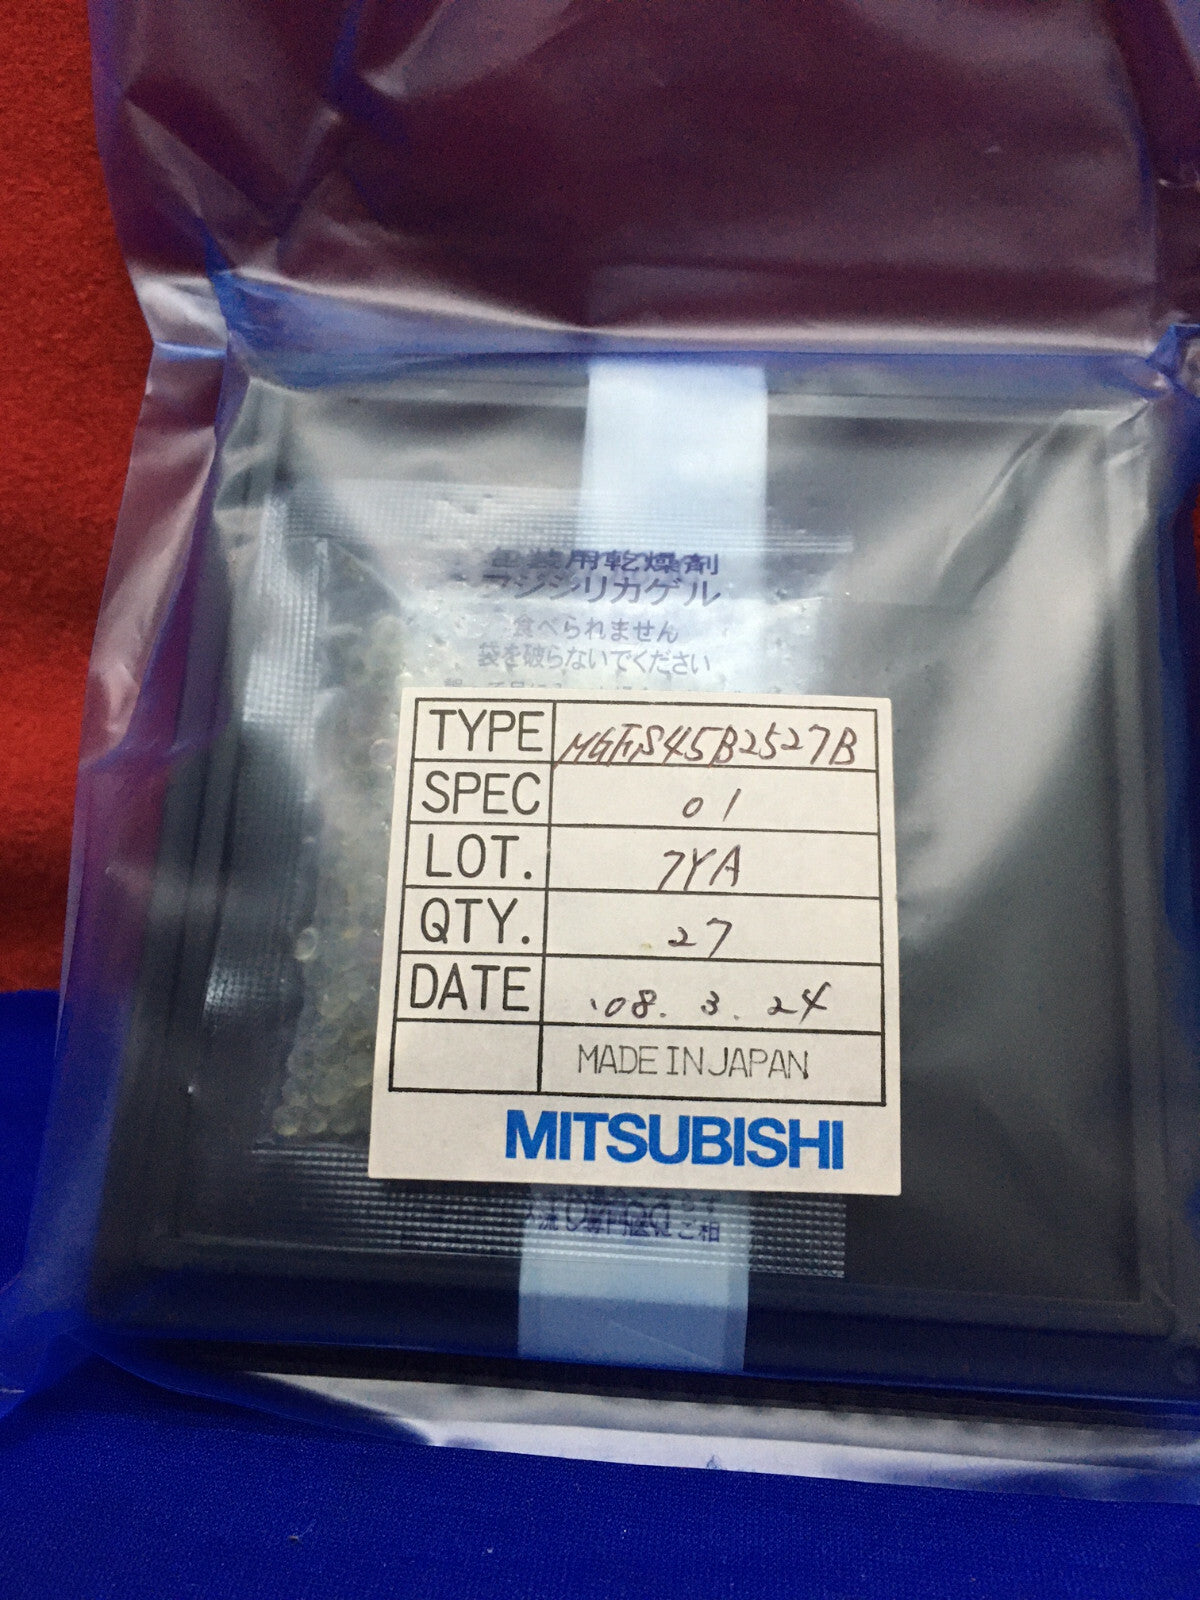 包装用乾燥剤
フジシリカゲル
食べられません
袋を破らないでください
TYPE MGFS45B2527B
SPEC 01
LOT. 7YA
QTY. 27
DATE '08. 3. 24
MADE IN JAPAN
MITSUBISHI